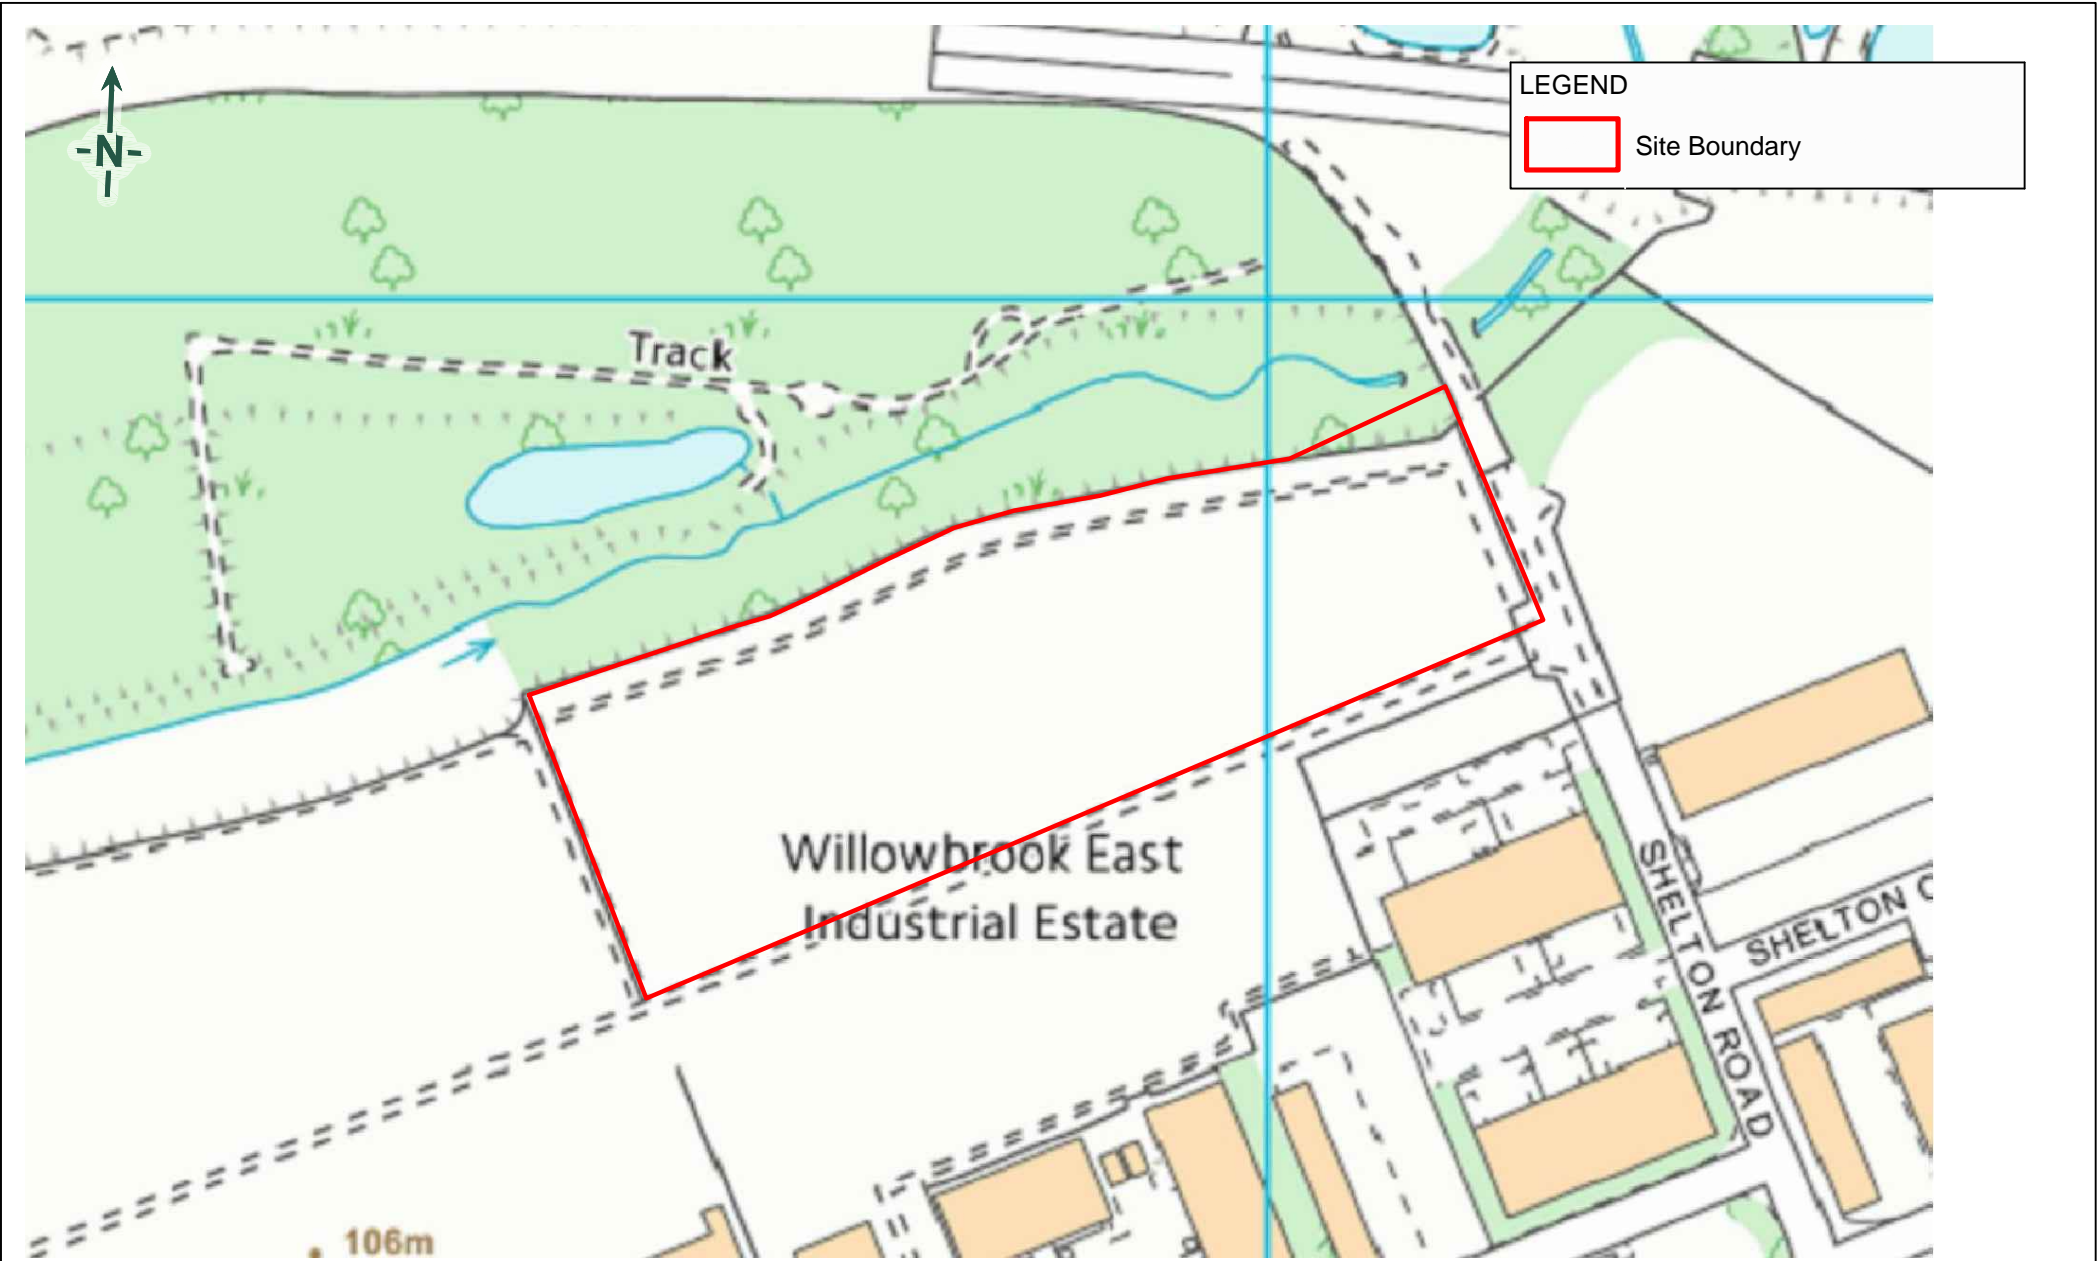 LEGEND
Site Boundary
N
Track
Willowbrook East
Industrial Estate
SHELTON ROAD
SHELTON C
106m